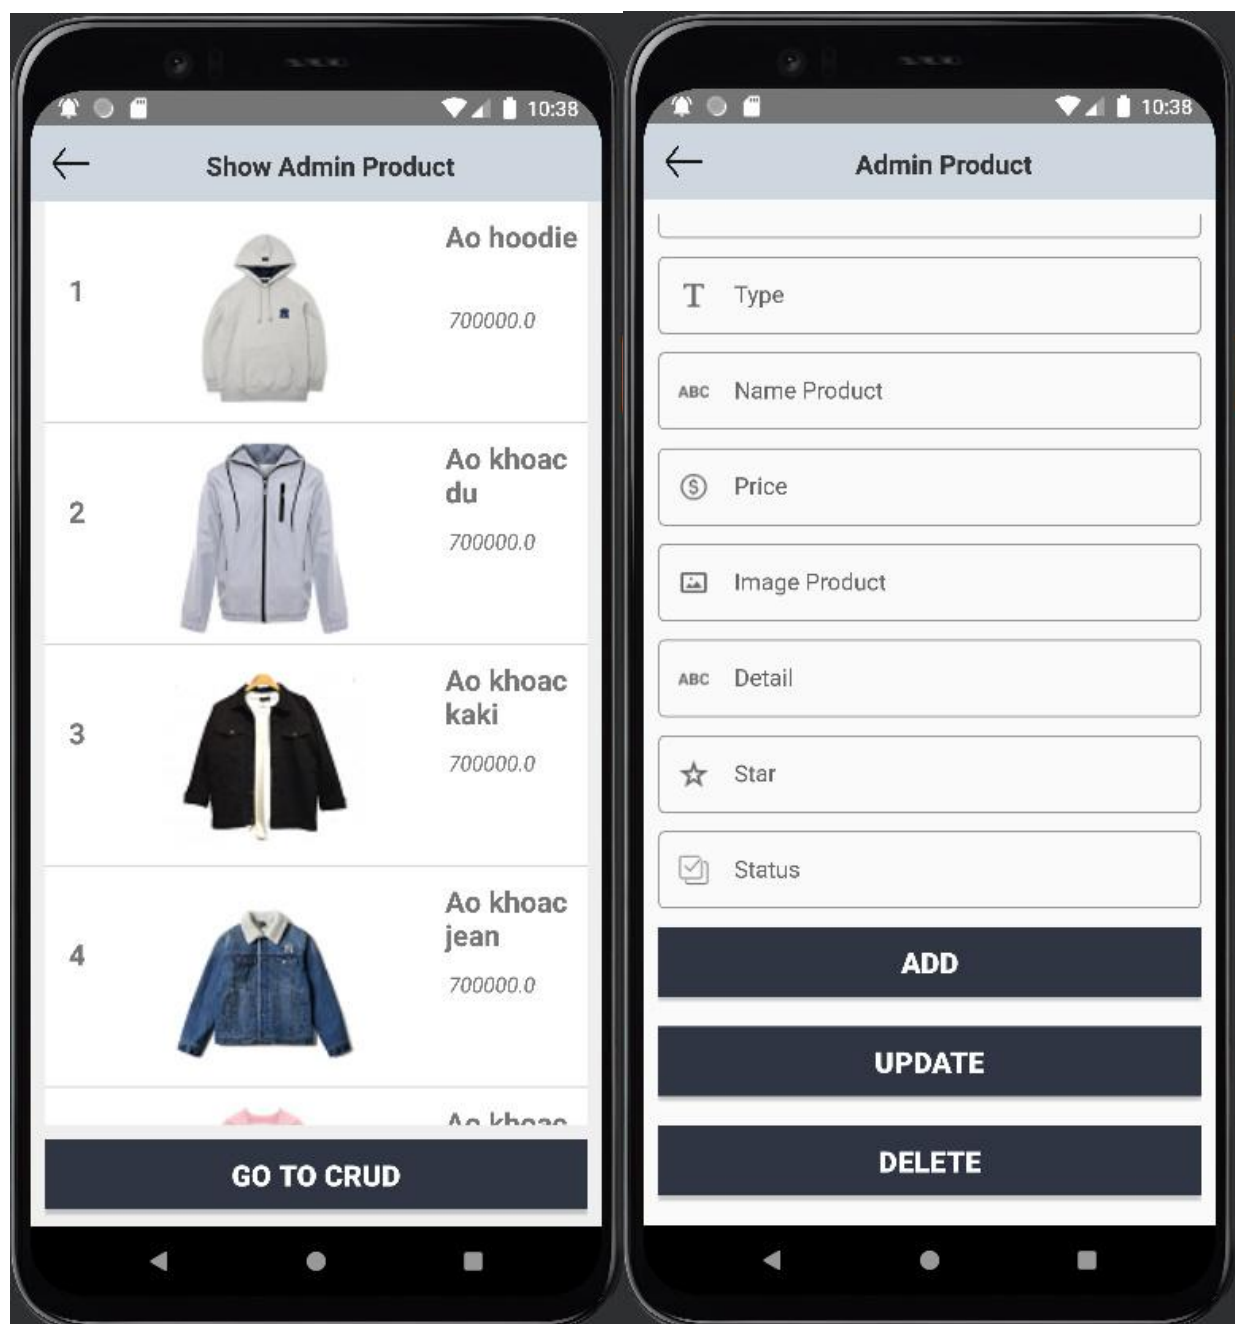 10:38
Show Admin Product
1
Ao hoodie
700000.0
2
Ao khoac
du
700000.0
3
Ao khoac
kaki
700000.0
4
Ao khoac
jean
700000.0
Ao khoac
GO TO CRUD
10:38
Admin Product
T
Type
ABC
Name Product
$
Price
Image Product
ABC
Detail
Star
Status
ADD
UPDATE
DELETE